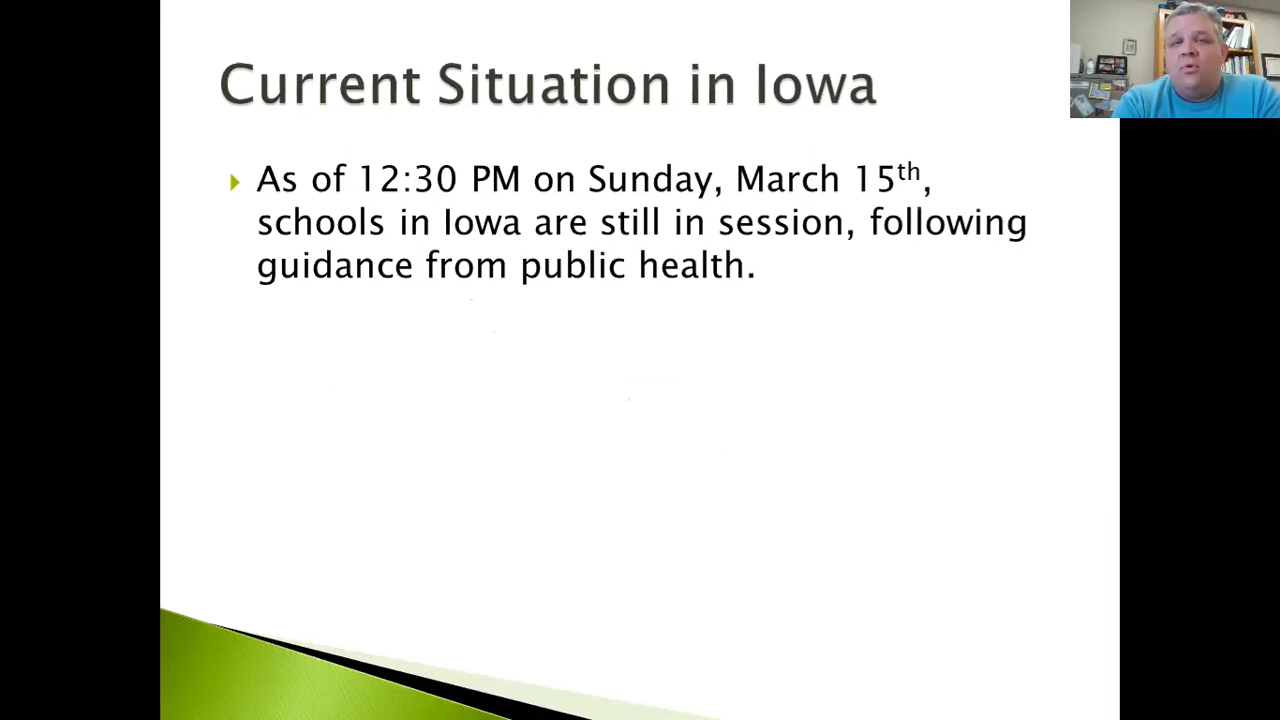 Current Situation in Iowa
As of 12:30 PM on Sunday, March 15th,
schools in Iowa are still in session, following
guidance from public health.